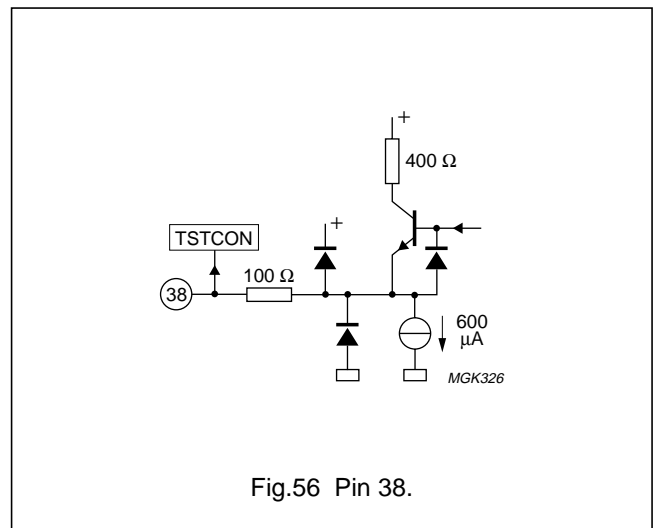 +
400 Ω
TSTCON
+
100 Ω
38
600
μA
MGK326
Fig.56 Pin 38.